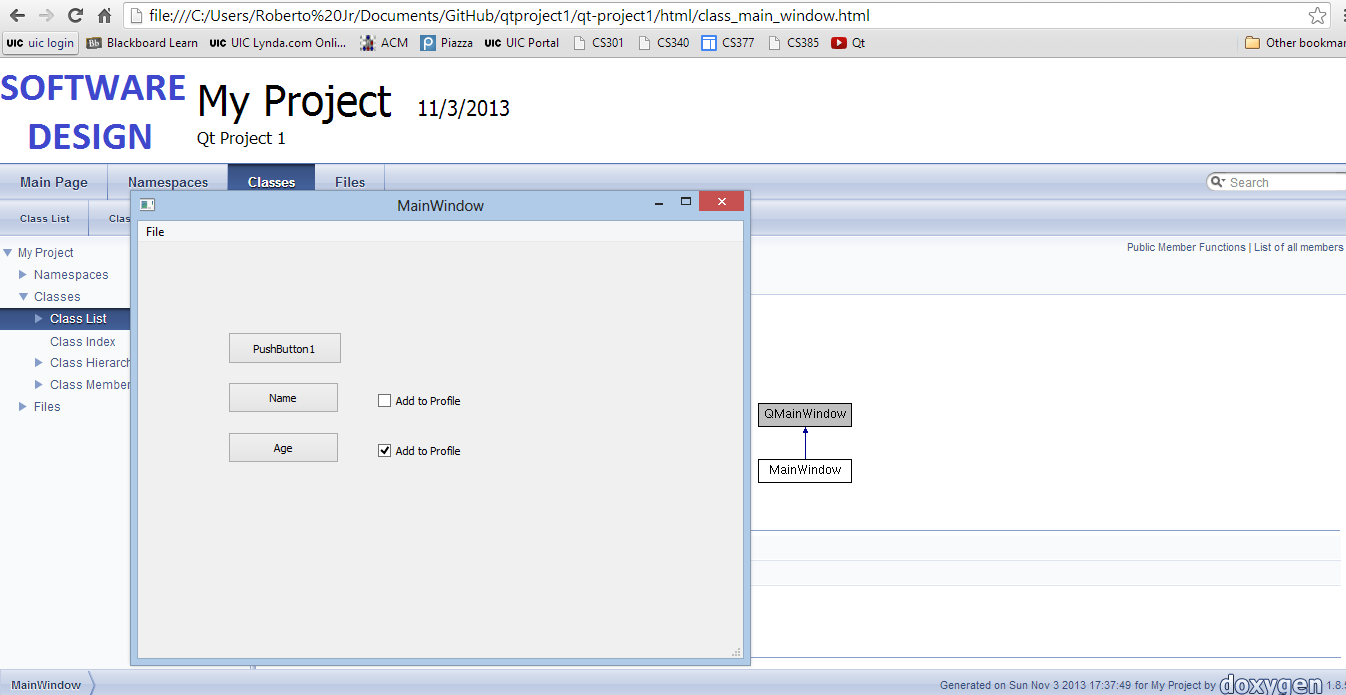 file:///C:/Users/Roberto%20Jr/Documents/GitHub/qtproject1/qt-project1/html/class_main_window.html
UIC uic login Bb Blackboard Learn UIC UIC Lynda.com Onli... ACM P Piazza UIC UIC Portal CS301 CS340 CS377 CS385 Qt Other bookmar
SOFTWARE
DESIGN
My Project 11/3/2013
Qt Project 1
Main Page Namespaces Classes Files Search
Class List Clas
MainWindow
File
Public Member Functions | List of all members
My Project
Namespaces
Classes
Class List
Class Index
Class Hierarch
Class Member
Files
PushButton1
Name Add to Profile
Age Add to Profile
QMainWindow
MainWindow
MainWindow
Generated on Sun Nov 3 2013 17:37:49 for My Project by doxygen 1.8.